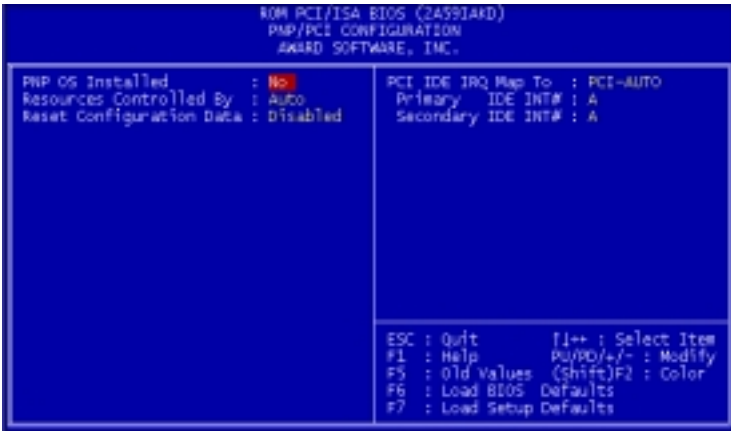 ROM PCI/ISA BIOS (2A59IAKD)
PNP/PCI CONFIGURATION
AWARD SOFTWARE, INC.
PNP OS Installed : No
Resources Controlled By : Auto
Reset Configuration Data : Disabled
PCI IDE IRQ Map To : PCI-AUTO
Primary IDE INT# : A
Secondary IDE INT# : A
ESC : Quit ↑↓→← : Select Item
F1 : Help PU/PD/+/- : Modify
F5 : Old Values (Shift)F2 : Color
F6 : Load BIOS Defaults
F7 : Load Setup Defaults